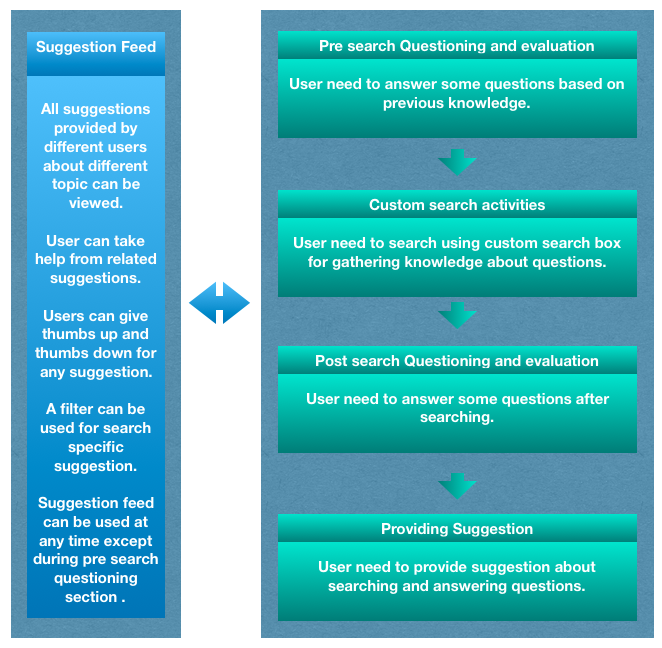 Suggestion Feed
All suggestions
provided by
different users
about different
topic can be
viewed.
User can take
help from related
suggestions.
Users can give
thumbs up and
thumbs down for
any suggestion.
A filter can be
used for search
specific
suggestion.
Suggestion feed
can be used at
any time except
during pre search
questioning
section .
Pre search Questioning and evaluation
User need to answer some questions based on
previous knowledge.
Custom search activities
User need to search using custom search box
for gathering knowledge about questions.
Post search Questioning and evaluation
User need to answer some questions after
searching.
Providing Suggestion
User need to provide suggestion about
searching and answering questions.